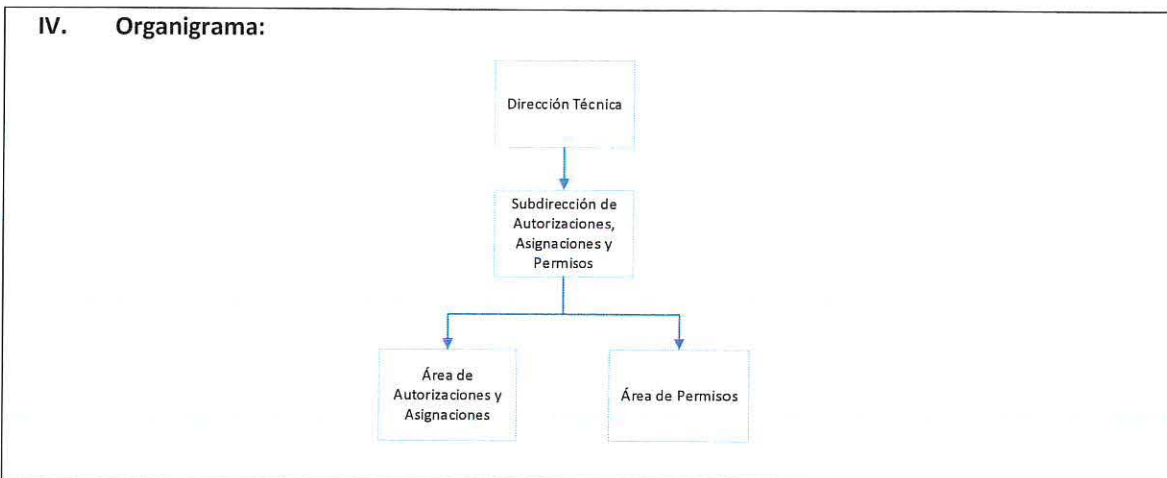 IV. Organigrama:
Dirección Técnica
Subdirección de
Autorizaciones,
Asignaciones y
Permisos
Área de
Autorizaciones y
Asignaciones
Área de Permisos